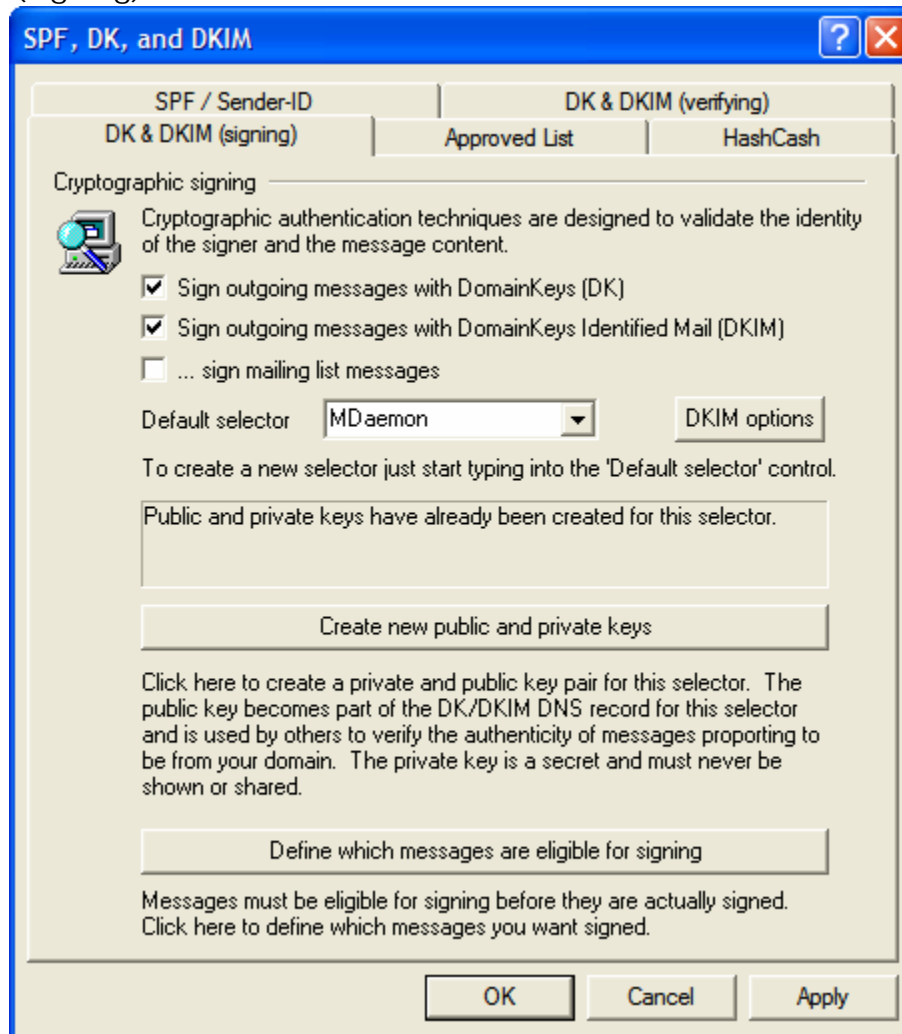 SPF, DK, and DKIM
SPF / Sender-ID
DK & DKIM (verifying)
DK & DKIM (signing)
Approved List
HashCash
Cryptographic signing
Cryptographic authentication techniques are designed to validate the identity
of the signer and the message content.
Sign outgoing messages with DomainKeys (DK)
Sign outgoing messages with DomainKeys Identified Mail (DKIM)
... sign mailing list messages
Default selector
MDaemon
DKIM options
To create a new selector just start typing into the 'Default selector' control.
Public and private keys have already been created for this selector.
Create new public and private keys
Click here to create a private and public key pair for this selector. The
public key becomes part of the DK/DKIM DNS record for this selector
and is used by others to verify the authenticity of messages proporting to
be from your domain. The private key is a secret and must never be
shown or shared.
Define which messages are eligible for signing
Messages must be eligible for signing before they are actually signed.
Click here to define which messages you want signed.
OK
Cancel
Apply